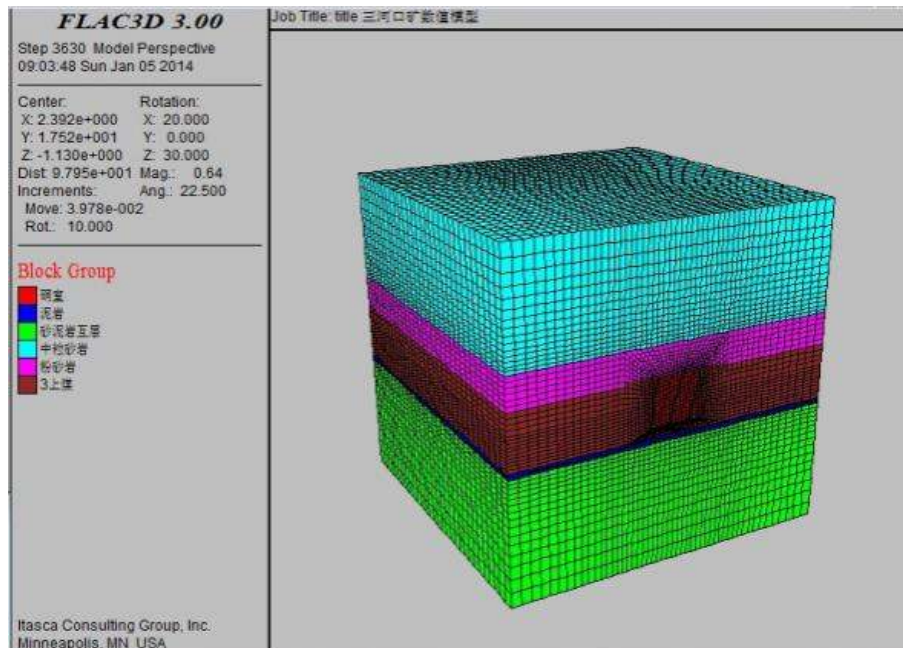 FLAC3D 3.00
Step 3630 Model Perspective
09:03:48 Sun Jan 05 2014
Center: Rotation:
X: 2.392e+000 X: 20.000
Y: 1.752e+001 Y: 0.000
Z: -1.130e+000 Z: 30.000
Dist: 9.795e+001 Mag.: 0.64
Increments: Ang.: 22.500
Move: 3.978e-002
Rot.: 10.000
Block Group
泥岩
砂泥岩互层
中粒砂岩
粉砂岩
3上煤
Itasca Consulting Group, Inc.
Minneapolis, MN USA
Job Title: title 三河口矿数值模型